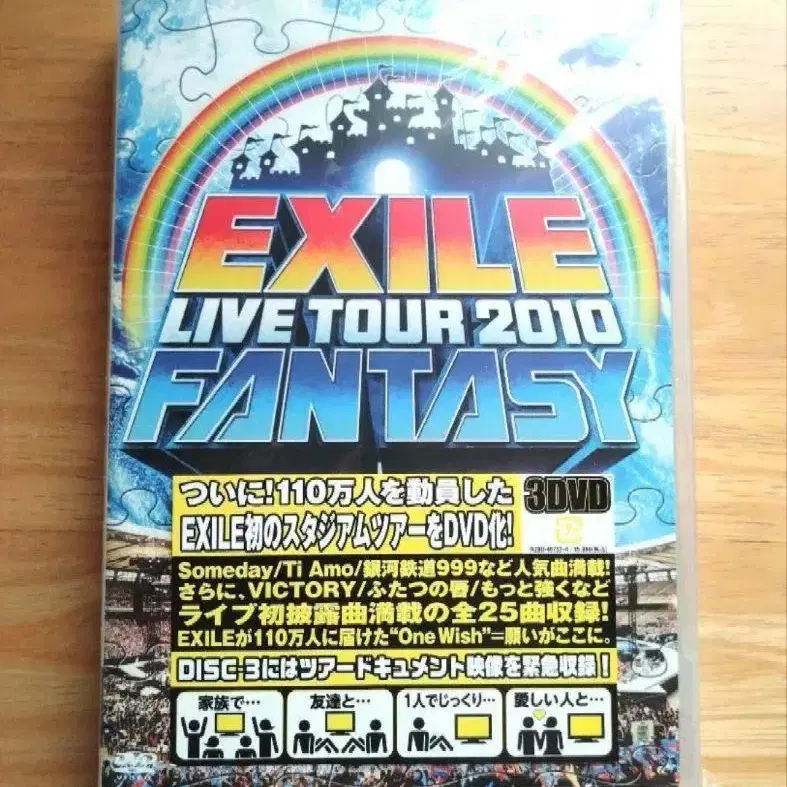 EXILE
LIVE TOUR 2010
FANTASY
ついに!110万人を動員した
EXILE初のスタジアムツアーをDVD化!
3DVD
Someday/Ti Amo/銀河鉄道999など人気曲満載!
さらに、VICTORY/ふたつの唇/もっと強くなど
ライブ初披露曲満載の全25曲収録!
EXILEが110万人に届けた“One Wish”=願いがここに。
DISC-3にはツアードキュメント映像を緊急収録!
家族で…
友達と…
1人でじっくり…
愛しい人と…
DVD
VIDEO